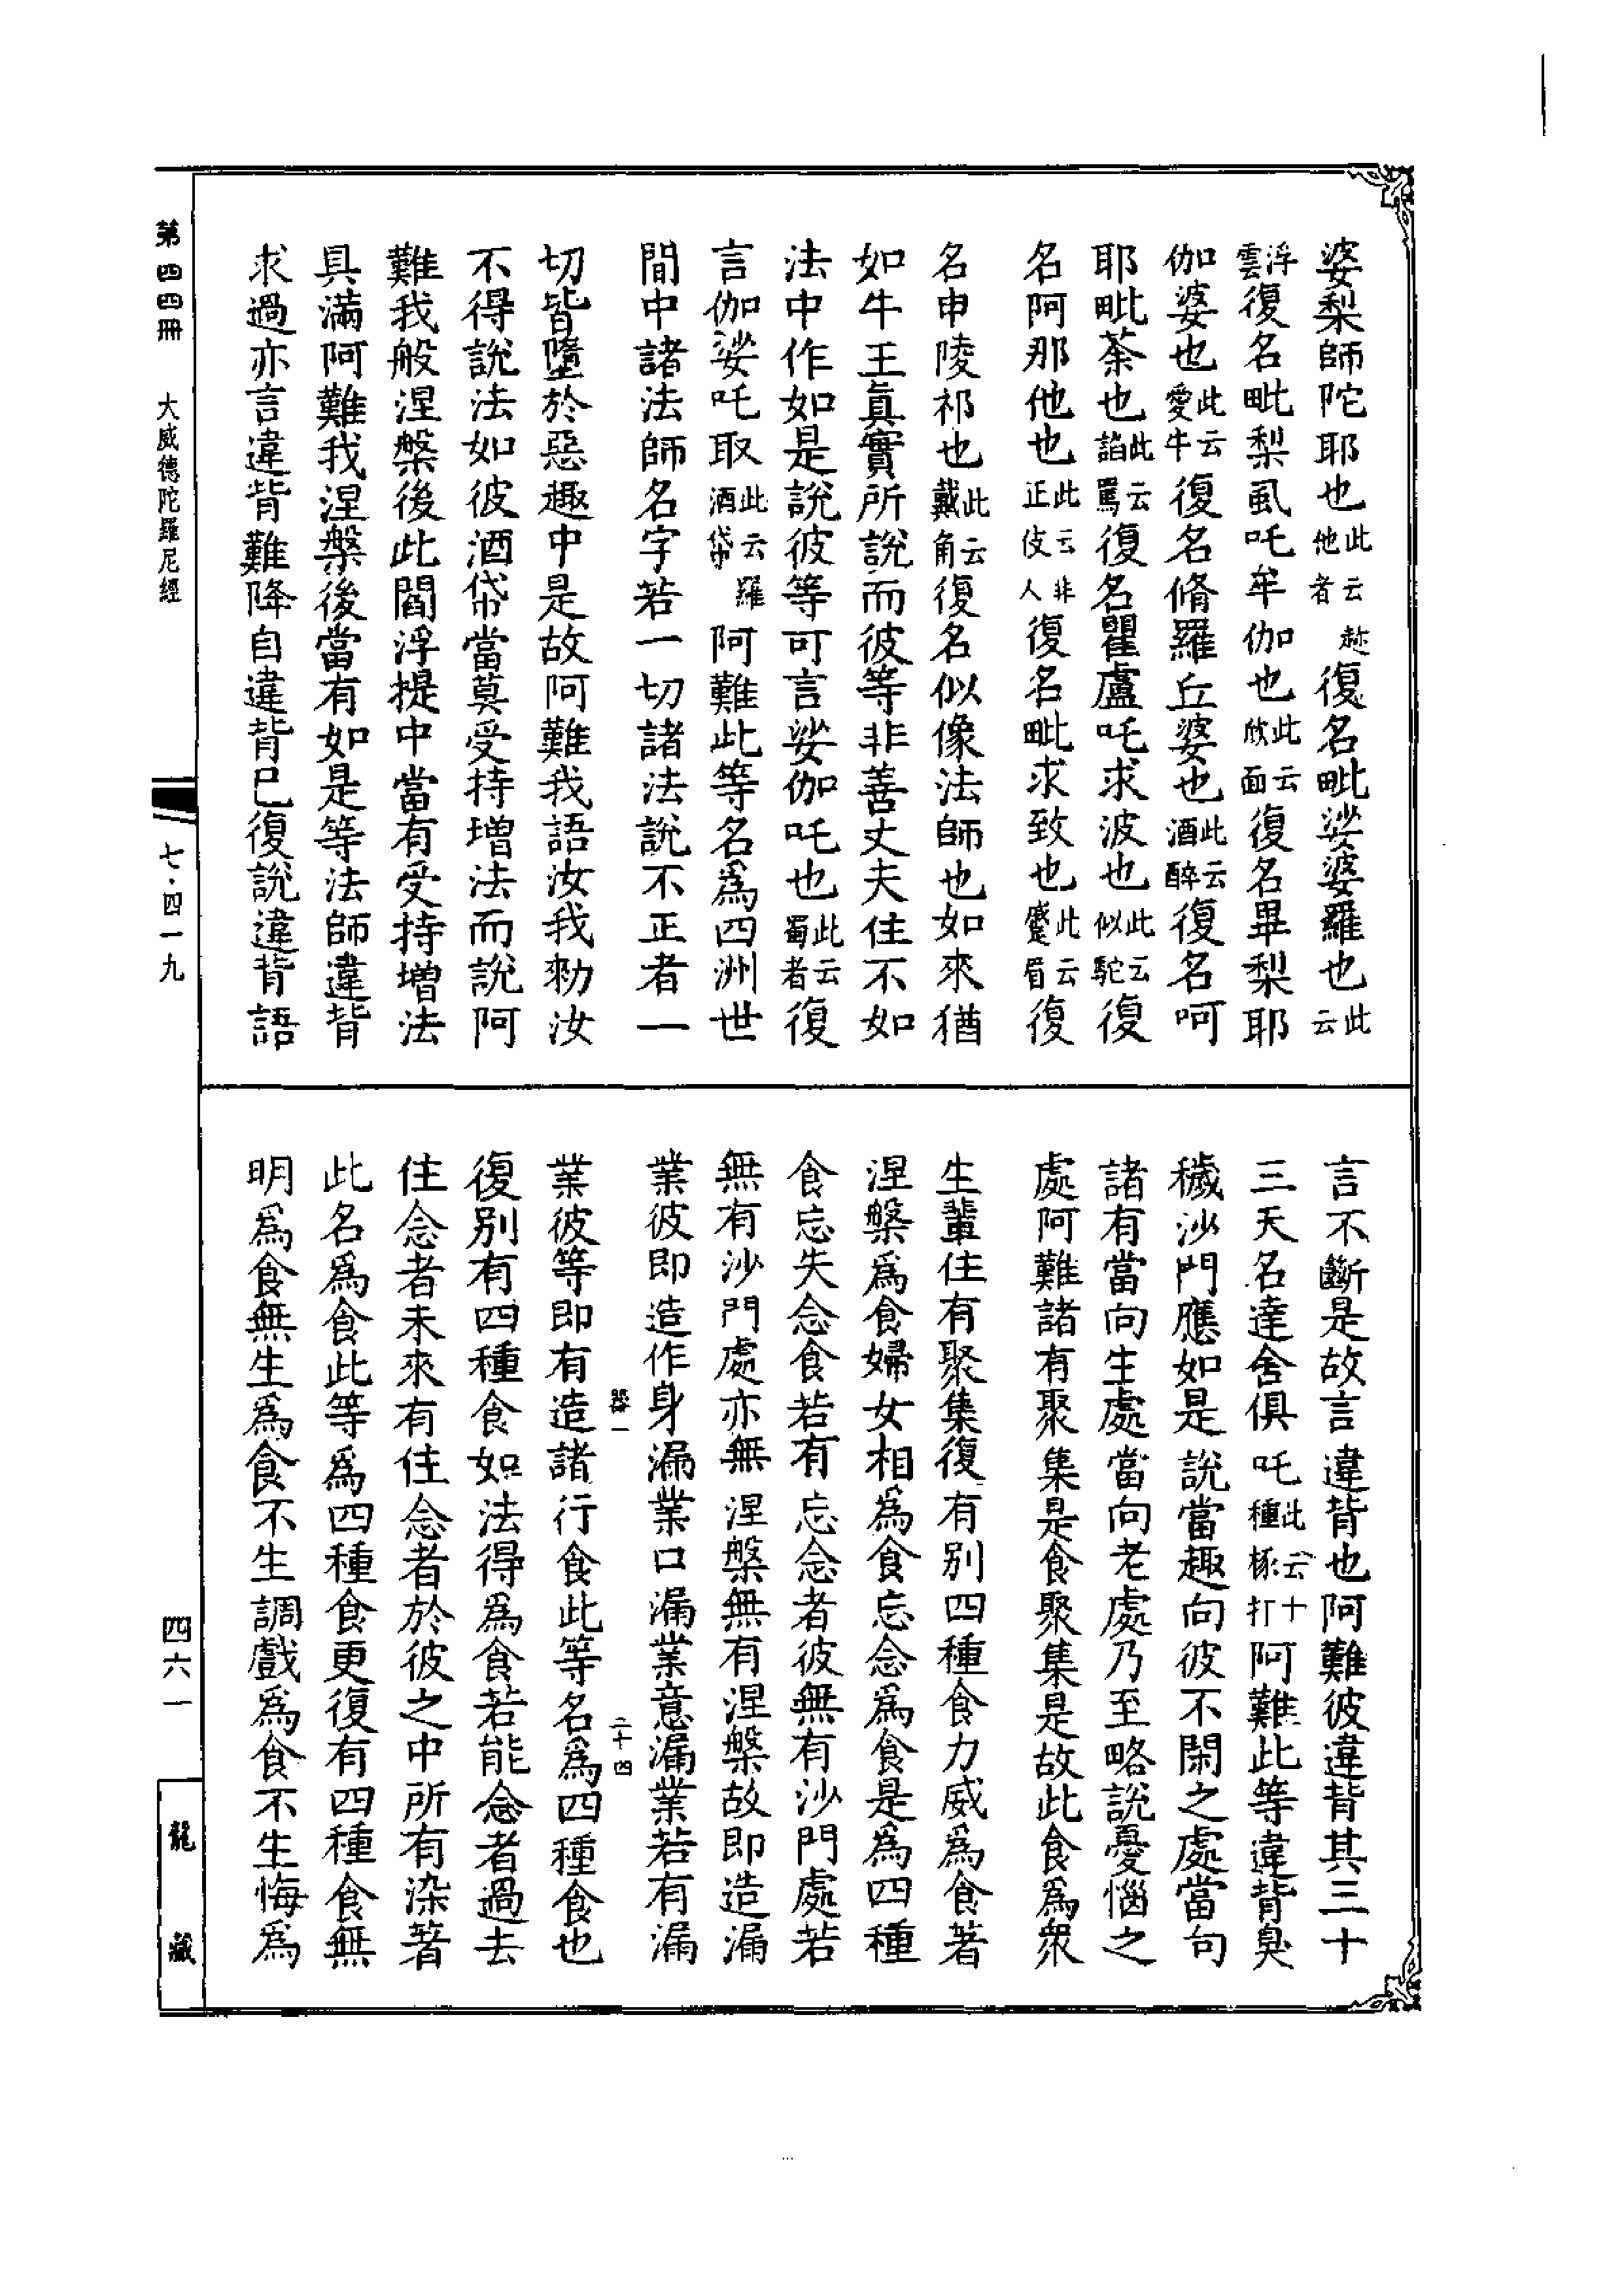 婆梨師陀耶也此云趂他者復名毗娑婆羅也此云
浮雲復名毗梨虱吒牟伽也此云欣面復名畢梨耶
伽婆也此云愛牛復名脩羅丘婆也此云酒醉復名呵
耶毗荼也此云諂罵復名瞿盧吒求波也此云似駝復
名阿那他也此云非正伎人復名毗求致也此云蹙眉復
名申陵祁也此云戴角復名似像法師也如來猶
如牛王眞實所說而彼等非善丈夫住不如
法中作如是說彼等可言娑伽吒也此云蜀者復
言伽娑吒取此云羅酒帒阿難此等名爲四洲世
間中諸法師名字若一切諸法說不正者一
切皆墮於惡趣中是故阿難我語汝我勑汝
不得說法如彼酒帒當莫受持增法而說阿
難我般涅槃後此閻浮提中當有受持增法
具滿阿難我涅槃後當有如是等法師違背
求過亦言違背難降自違背巳復說違背語
言不斷是故言違背也阿難彼違背其三十
三天名達舍俱吒此云十種椓打阿難此等違背臭
穢沙門應如是說當趣向彼不閑之處當向
諸有當向生處當向老處乃至略說憂惱之
處阿難諸有聚集是食聚集是故此食爲衆
生輩住有聚集復有別四種食力威爲食著
涅槃爲食婦女相爲食忘念爲食是爲四種
食忘失念食若有忘念者彼無有沙門處若
無有沙門處亦無涅槃無有涅槃故即造漏
業彼即造作身漏業口漏業意漏業若有漏
器一 二十四
業彼等即有造諸行食此等名爲四種食也
復別有四種食如法得爲食若能念者過去
住念者未來有住念者於彼之中所有染著
此名爲食此等爲四種食更復有四種食無
明爲食無生爲食不生調戲爲食不生悔爲
第四四冊 大威德陀羅尼經 七·四一九 四六一 龍藏